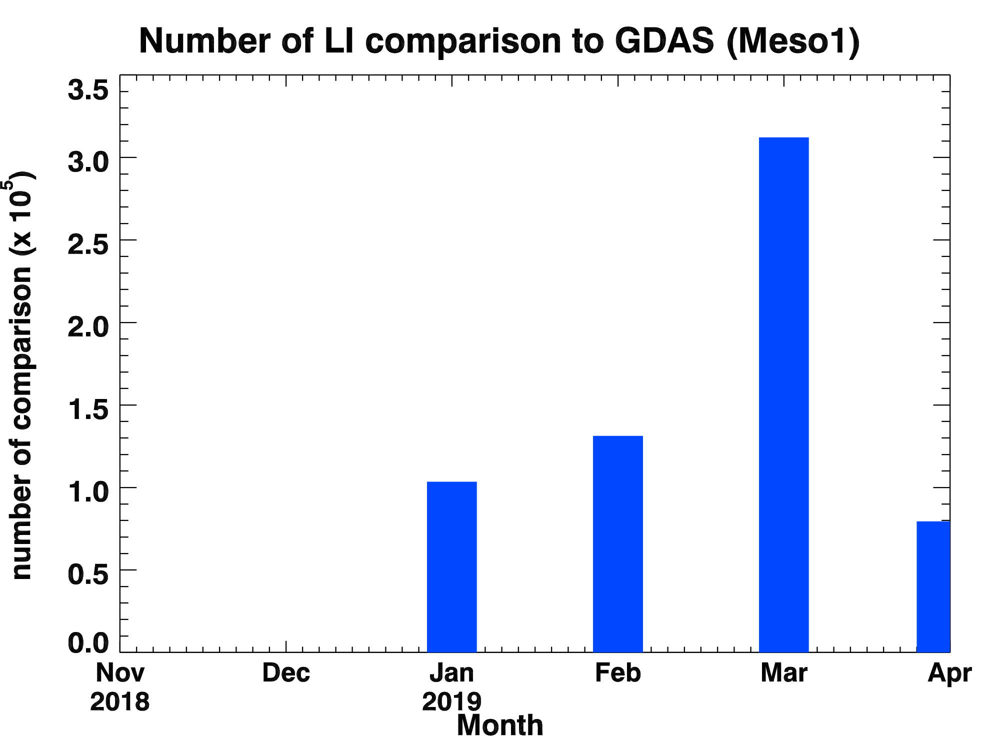 Number of LI comparison to GDAS (Meso1)
number of comparison (x 10⁵)
3.5
3.0
2.5
2.0
1.5
1.0
0.5
0.0
Nov Dec Jan Feb Mar Apr
2018 2019
Month